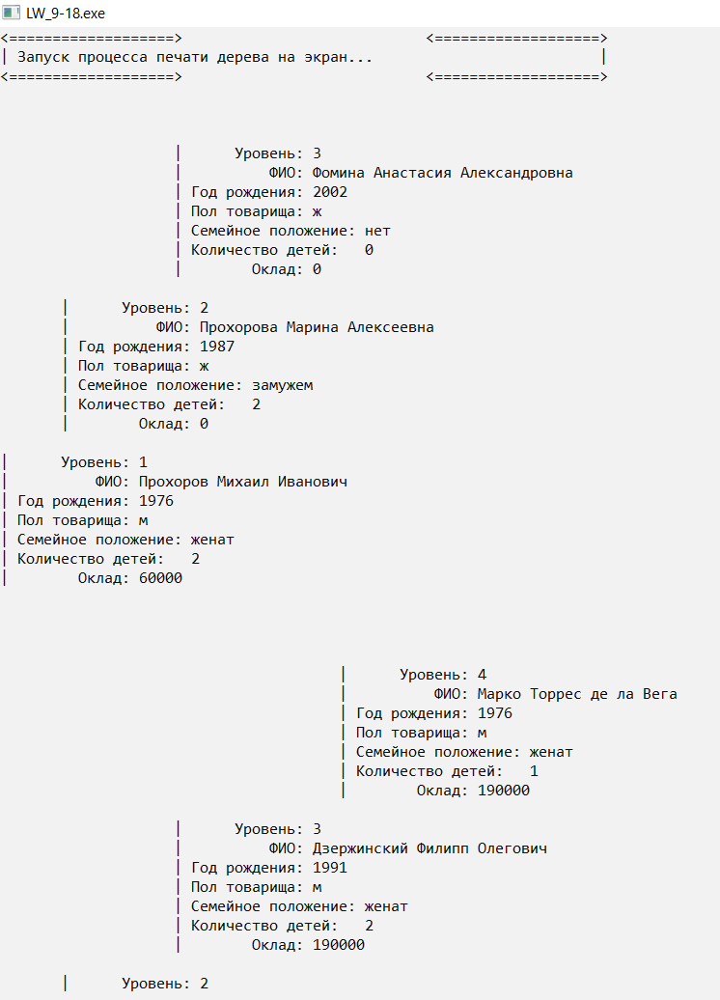 LW_9-18.exe
<===================> <===================>
| Запуск процесса печати дерева на экран... |
<===================> <===================>
| Уровень: 3
| ФИО: Фомина Анастасия Александровна
| Год рождения: 2002
| Пол товарища: ж
| Семейное положение: нет
| Количество детей: 0
| Оклад: 0
| Уровень: 2
| ФИО: Прохорова Марина Алексеевна
| Год рождения: 1987
| Пол товарища: ж
| Семейное положение: замужем
| Количество детей: 2
| Оклад: 0
| Уровень: 1
| ФИО: Прохоров Михаил Иванович
| Год рождения: 1976
| Пол товарища: м
| Семейное положение: женат
| Количество детей: 2
| Оклад: 60000
| Уровень: 4
| ФИО: Марко Торрес де ла Вега
| Год рождения: 1976
| Пол товарища: м
| Семейное положение: женат
| Количество детей: 1
| Оклад: 190000
| Уровень: 3
| ФИО: Дзержинский Филипп Олегович
| Год рождения: 1991
| Пол товарища: м
| Семейное положение: женат
| Количество детей: 2
| Оклад: 190000
| Уровень: 2